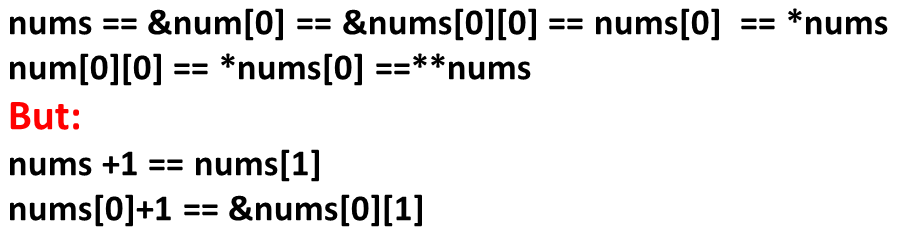 nums == &num[0] == &nums[0][0] == nums[0]  == *nums
num[0][0] == *nums[0] ==**nums
But:
nums +1 == nums[1]
nums[0]+1 == &nums[0][1]